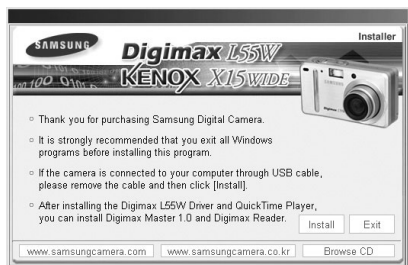 Installer
SAMSUNG
Digimax L55W
KENOX X15 WIDE
Thank you for purchasing Samsung Digital Camera.
It is strongly recommended that you exit all Windows
programs before installing this program.
If the camera is connected to your computer through USB cable,
please remove the cable and then click [Install].
After installing the Digimax L55W Driver and QuickTime Player,
you can install Digimax Master 1.0 and Digimax Reader.
Install Exit
www.samsungcamera.com www.samsungcamera.co.kr Browse CD